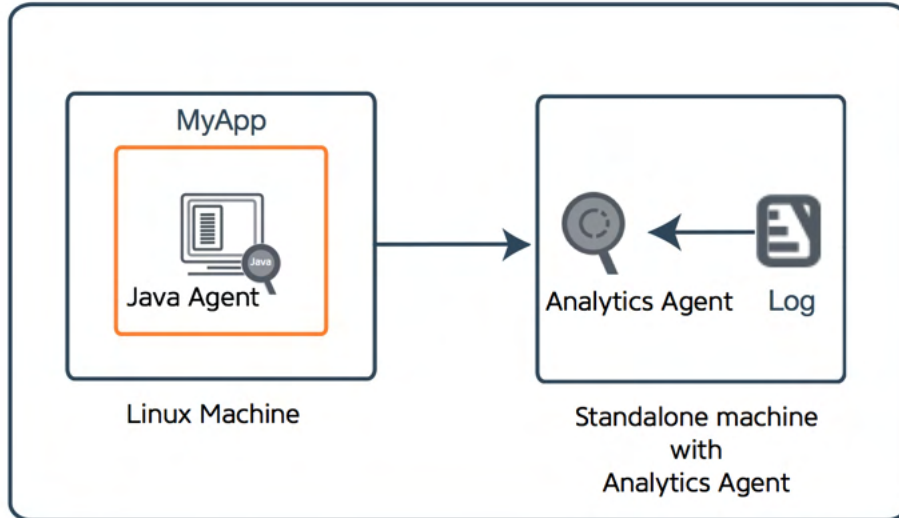 MyApp
Java
Java Agent
Linux Machine
Analytics Agent
Log
Standalone machine
with
Analytics Agent